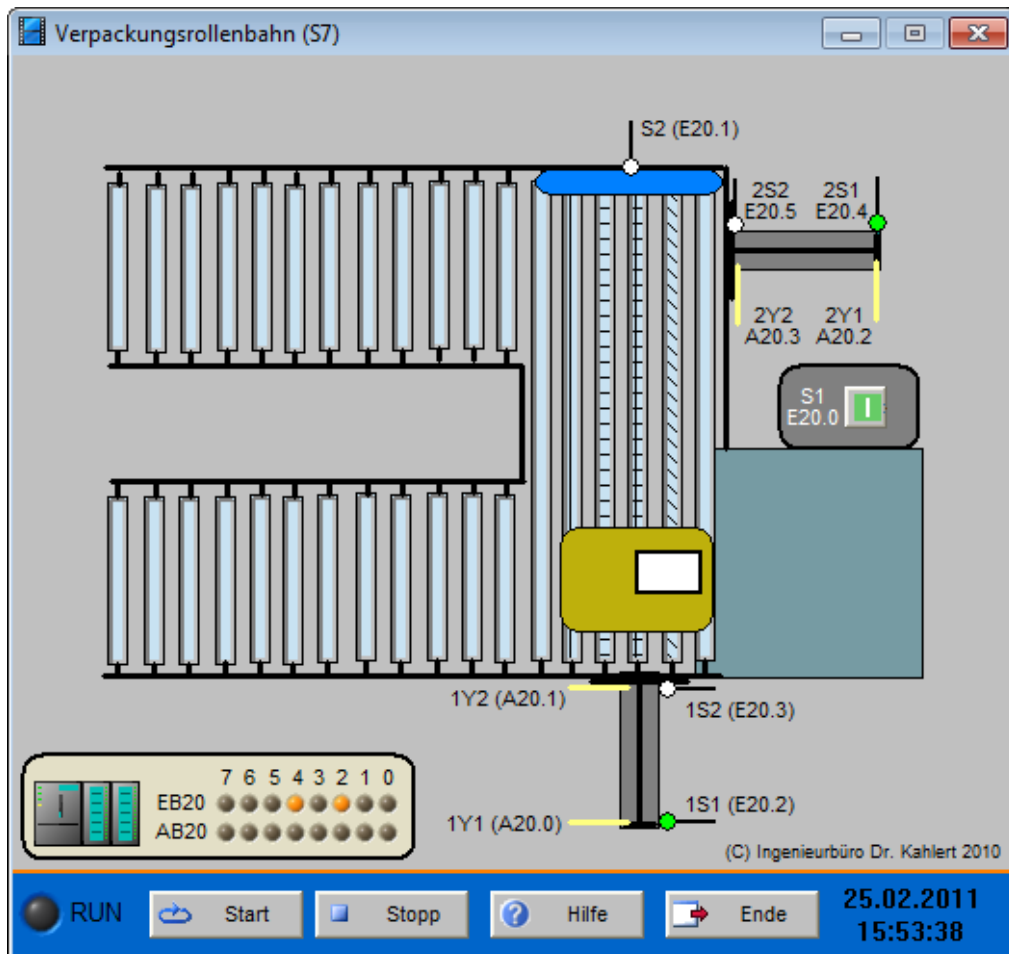 Verpackungsrollenbahn (S7)
S2 (E20.1)
2S2 2S1
E20.5 E20.4
2Y2 2Y1
A20.3 A20.2
S1
E20.0
I
1Y2 (A20.1)
1S2 (E20.3)
7 6 5 4 3 2 1 0
EB20
AB20
1S1 (E20.2)
1Y1 (A20.0)
(C) Ingenieurbüro Dr. Kahlert 2010
RUN Start Stopp Hilfe Ende
25.02.2011
15:53:38